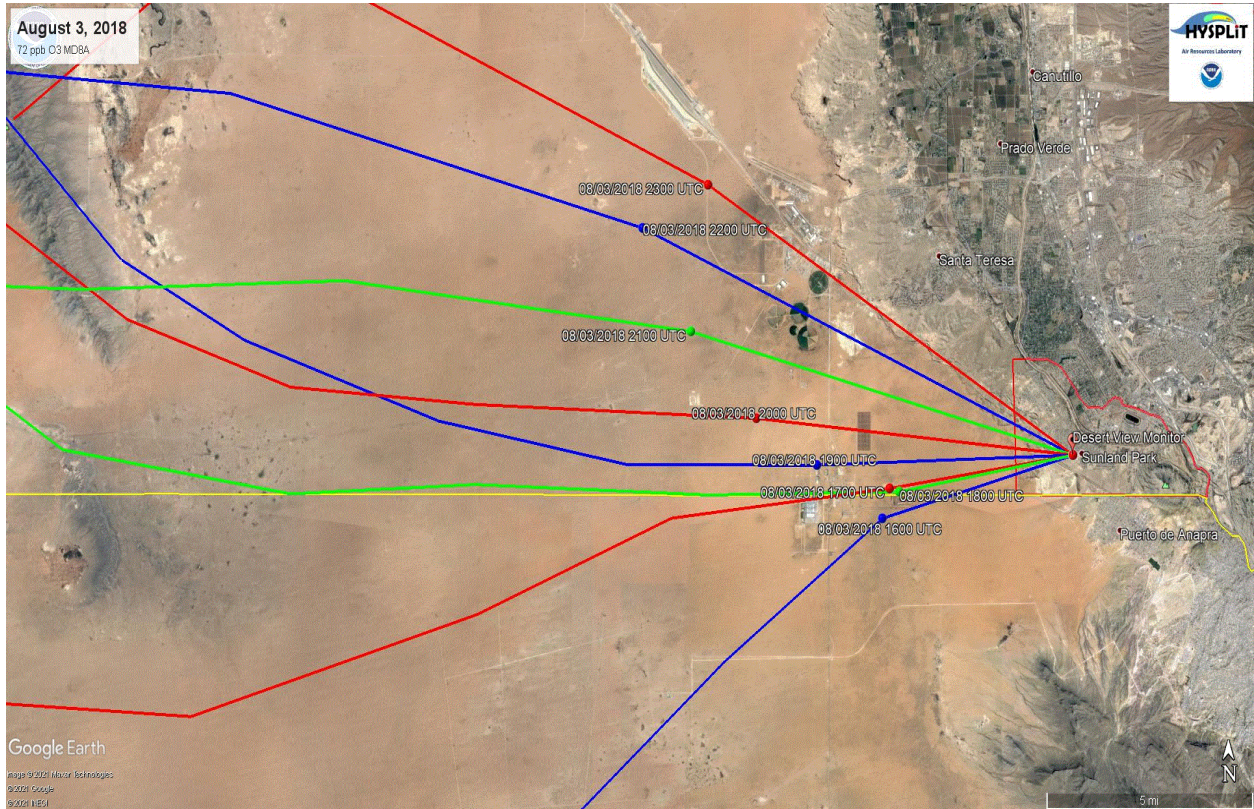 August 3, 2018
72 ppb O3 MD8A
HYSPLIT
Air Resources Laboratory
Canutillo
Prado Verde
08/03/2018 2300 UTC
08/03/2018 2200 UTC
Santa Teresa
08/03/2018 2100 UTC
08/03/2018 2000 UTC
Desert View Monitor
Sunland Park
08/03/2018 1900 UTC
08/03/2018 1700 UTC
08/03/2018 1800 UTC
08/03/2018 1600 UTC
Puerto de Anapra
Google Earth
Image © 2021 Maxar Technologies
© 2021 Google
© 2021 INEGI
N
5 mi